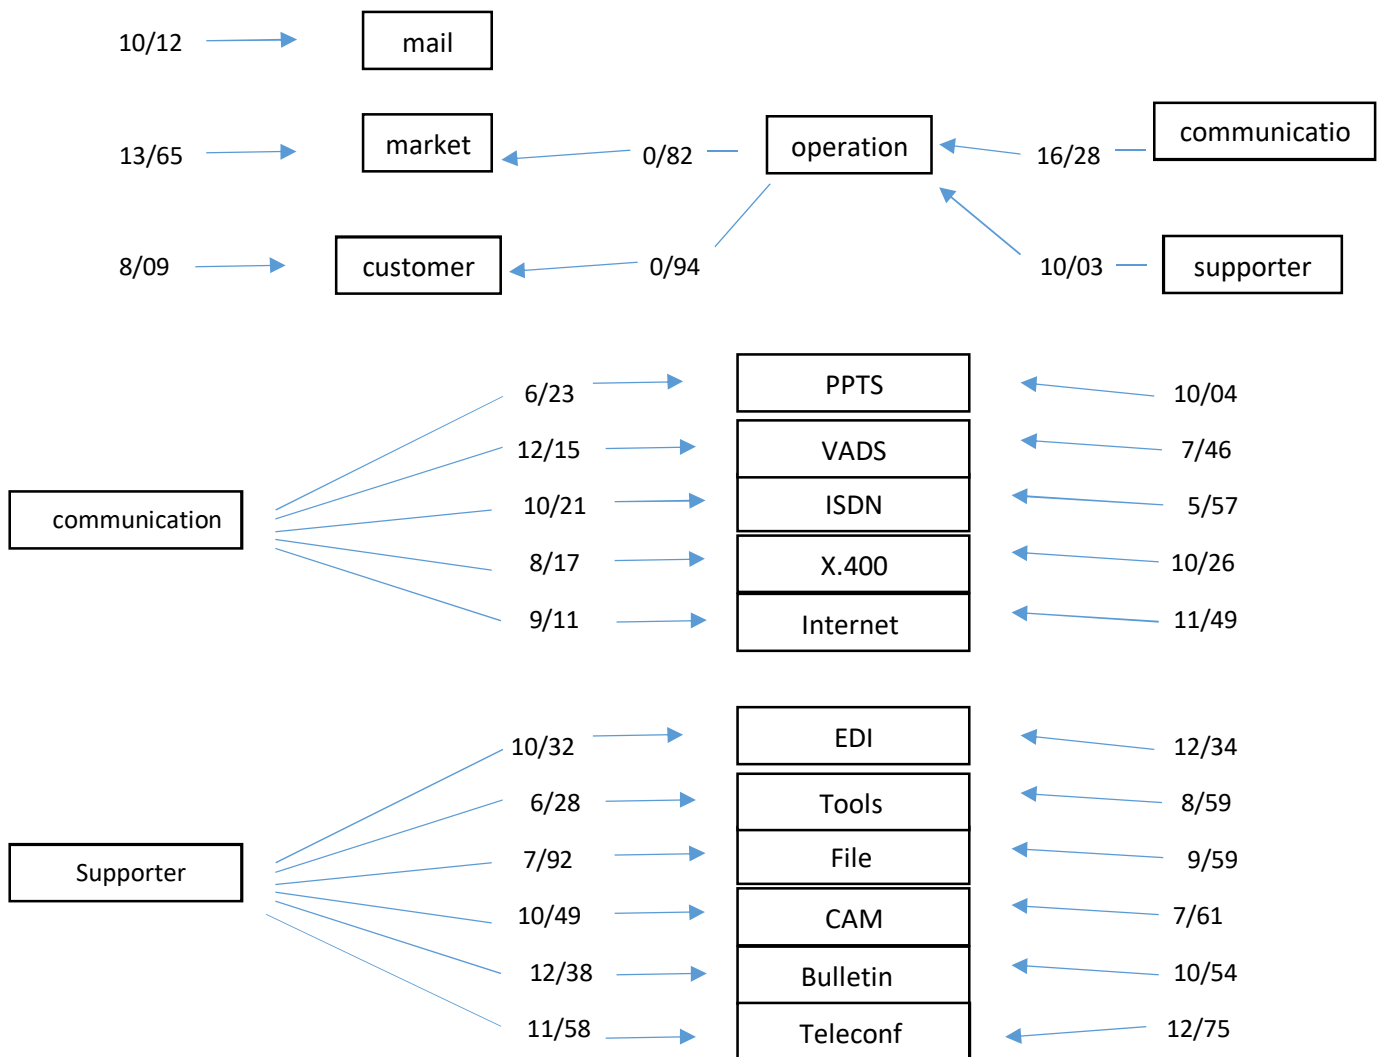 10/12 mail
communicatio
13/65 market 0/82 operation 16/28
8/09 customer 0/94 10/03 supporter
6/23 PPTS 10/04
12/15 VADS 7/46
communication 10/21 ISDN 5/57
8/17 X.400 10/26
9/11 Internet 11/49
10/32 EDI 12/34
6/28 Tools 8/59
Supporter 7/92 File 9/59
10/49 CAM 7/61
12/38 Bulletin 10/54
11/58 Teleconf 12/75